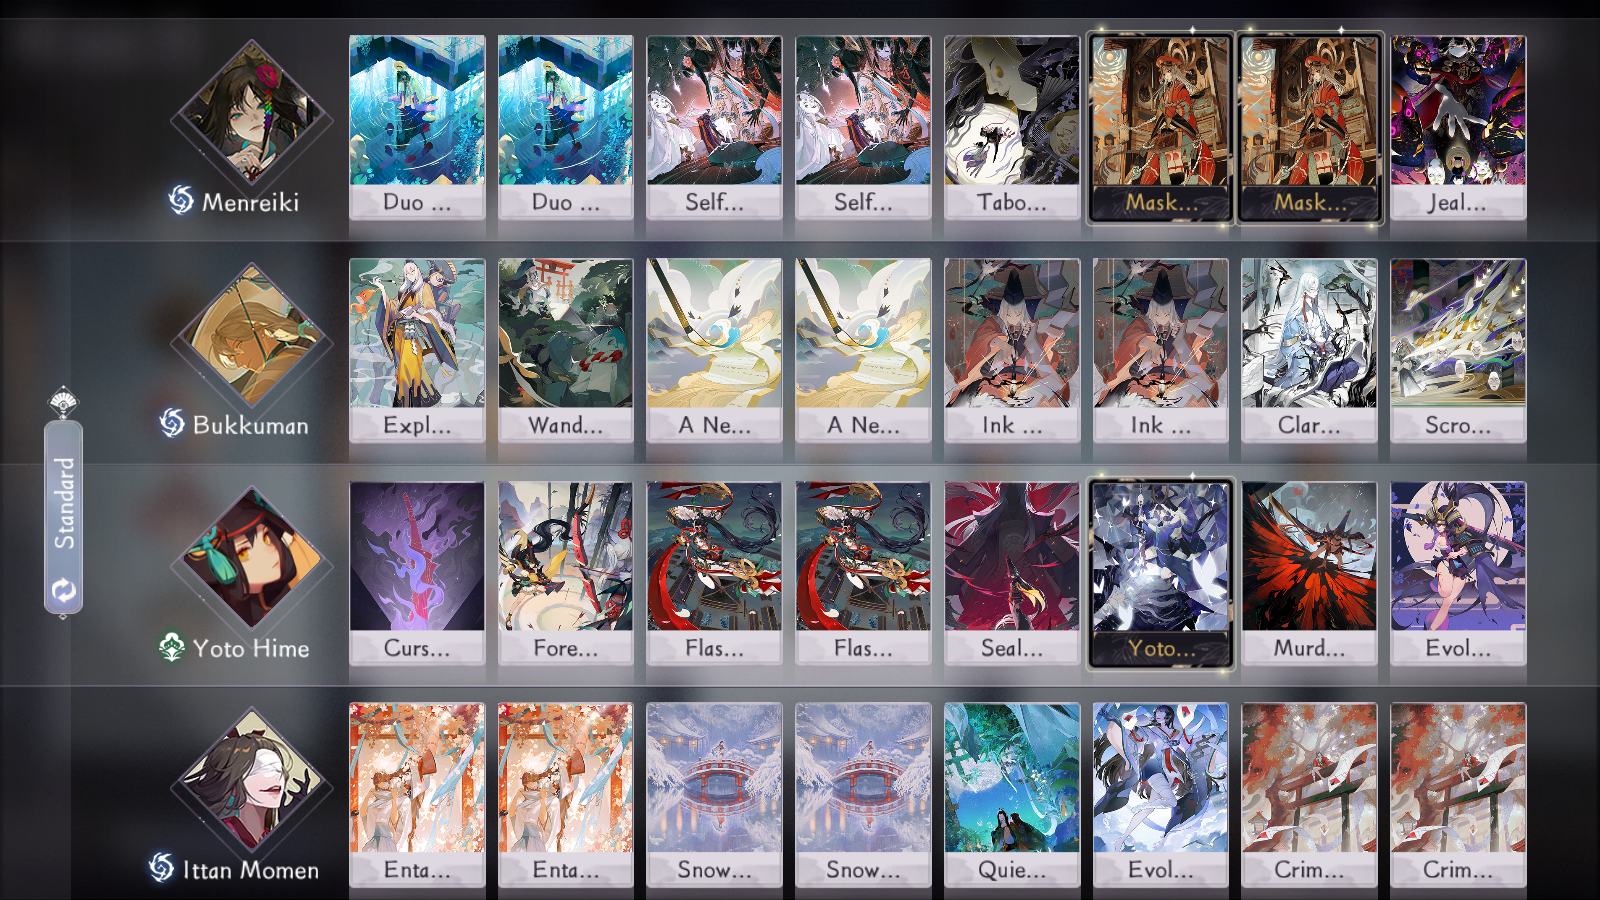 Menreiki
Duo ...
Duo ...
Self...
Self...
Tabo...
Mask...
Mask...
Jeal...
Bukkuman
Expl...
Wand...
A Ne...
A Ne...
Ink ...
Ink ...
Clar...
Scro...
Standard
Yoto Hime
Curs...
Fore...
Flas...
Flas...
Seal...
Yoto...
Murd...
Evol...
Ittan Momen
Enta...
Enta...
Snow...
Snow...
Quie...
Evol...
Crim...
Crim...